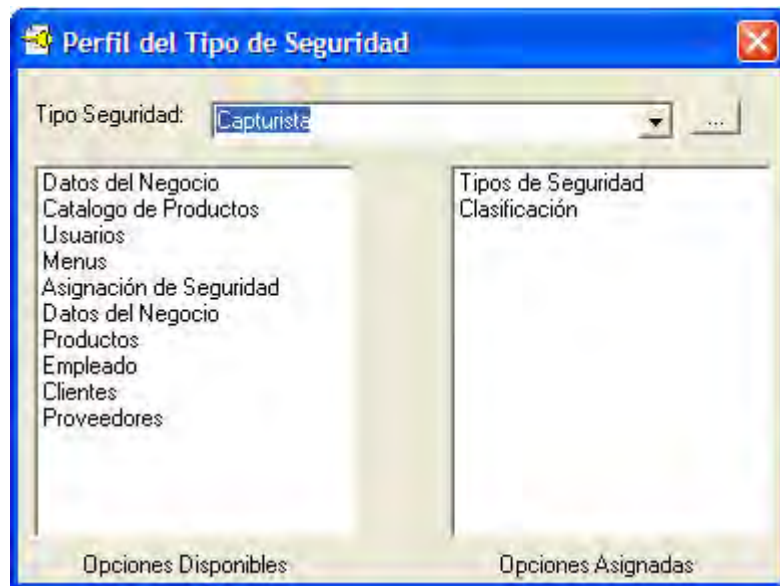 Perfil del Tipo de Seguridad
Tipo Seguridad:
Capturista
...
Datos del Negocio
Catalogo de Productos
Usuarios
Menus
Asignación de Seguridad
Datos del Negocio
Productos
Empleado
Clientes
Proveedores
Tipos de Seguridad
Clasificación
Opciones Disponibles
Opciones Asignadas